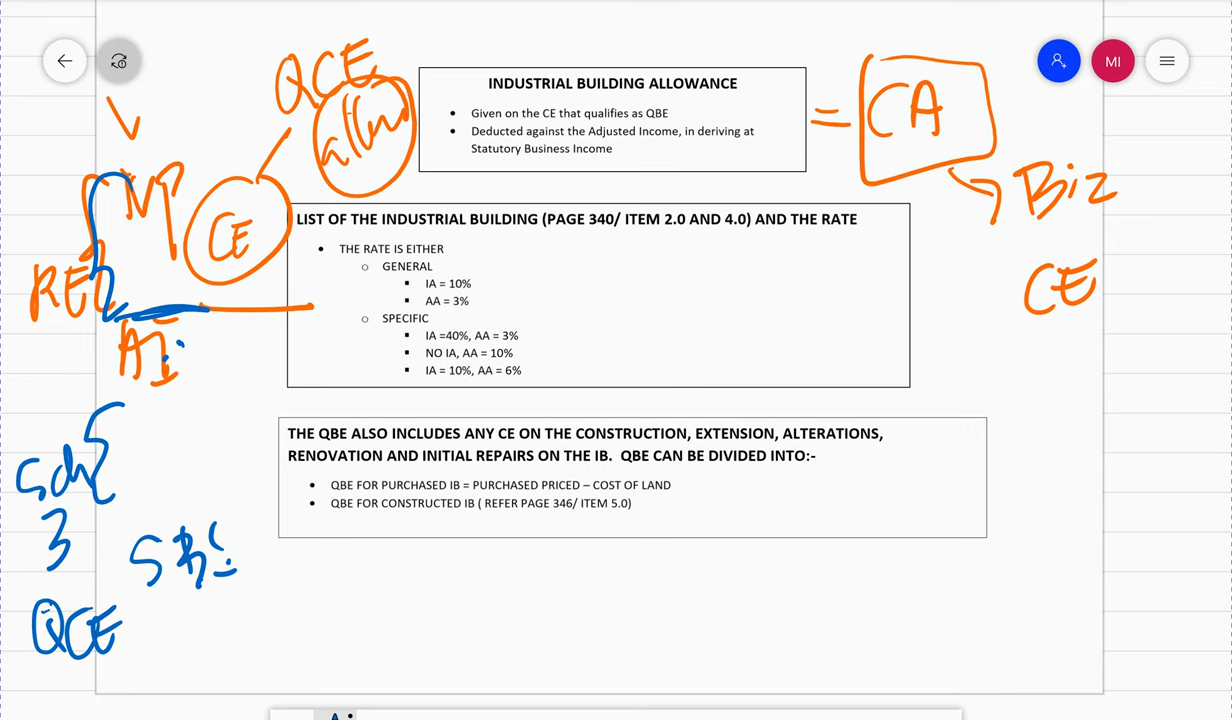 INDUSTRIAL BUILDING ALLOWANCE
• Given on the CE that qualifies as QBE
• Deducted against the Adjusted Income, in deriving at
Statutory Business Income
= CA
Biz
CE
QCE
NP
CE
AI
MI
LIST OF THE INDUSTRIAL BUILDING (PAGE 340/ ITEM 2.0 AND 4.0) AND THE RATE
• THE RATE IS EITHER
o GENERAL
▪ IA = 10%
▪ AA = 3%
o SPECIFIC
▪ IA =40%, AA = 3%
▪ NO IA, AA = 10%
▪ IA = 10%, AA = 6%
THE QBE ALSO INCLUDES ANY CE ON THE CONSTRUCTION, EXTENSION, ALTERATIONS,
RENOVATION AND INITIAL REPAIRS ON THE IB. QBE CAN BE DIVIDED INTO:-
• QBE FOR PURCHASED IB = PURCHASED PRICED – COST OF LAND
• QBE FOR CONSTRUCTED IB ( REFER PAGE 346/ ITEM 5.0)
Sch
3
QCE